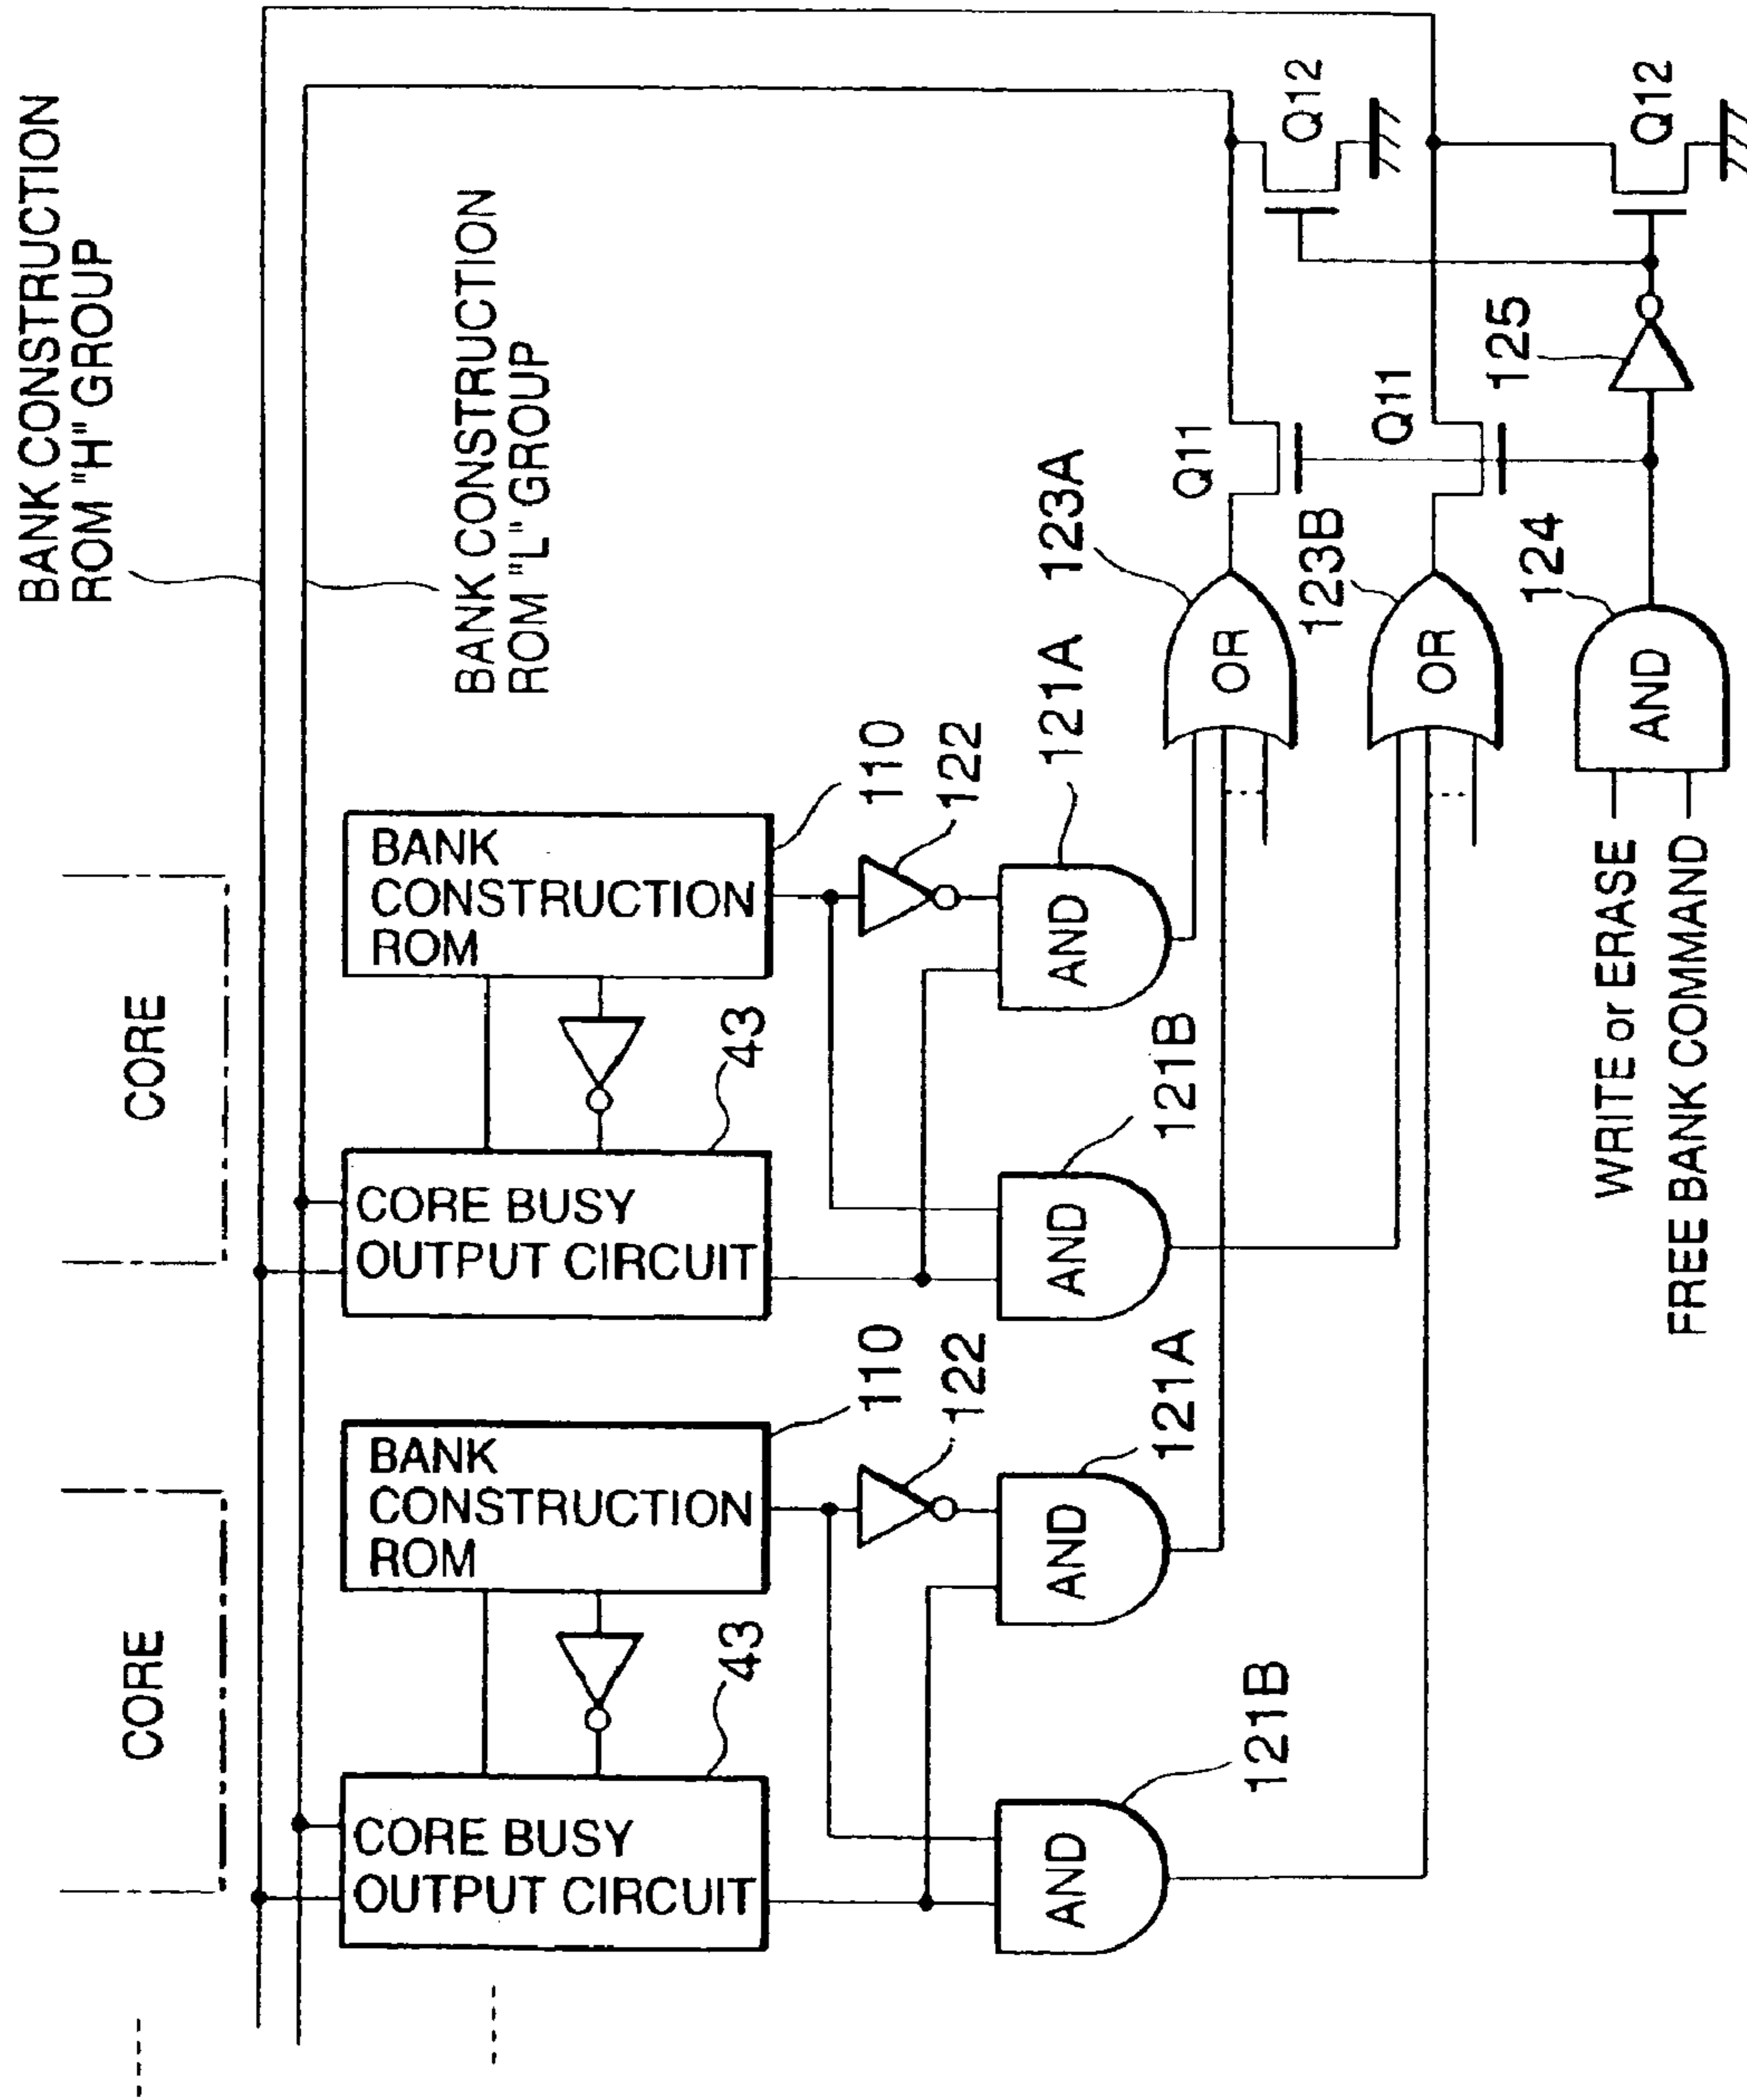 BANK CONSTRUCTION
ROM "H" GROUP
BANK CONSTRUCTION
ROM "L" GROUP
CORE
CORE
BANK
CONSTRUCTION
ROM
110
122
CORE BUSY
OUTPUT CIRCUIT
43
AND
121A
AND
121B
BANK
CONSTRUCTION
ROM
110
122
CORE BUSY
OUTPUT CIRCUIT
43
AND
121A
AND
121B
OR
123A
Q11
Q12
OR
123B
Q11
Q12
AND
124
125
WRITE or ERASE
FREE BANK COMMAND